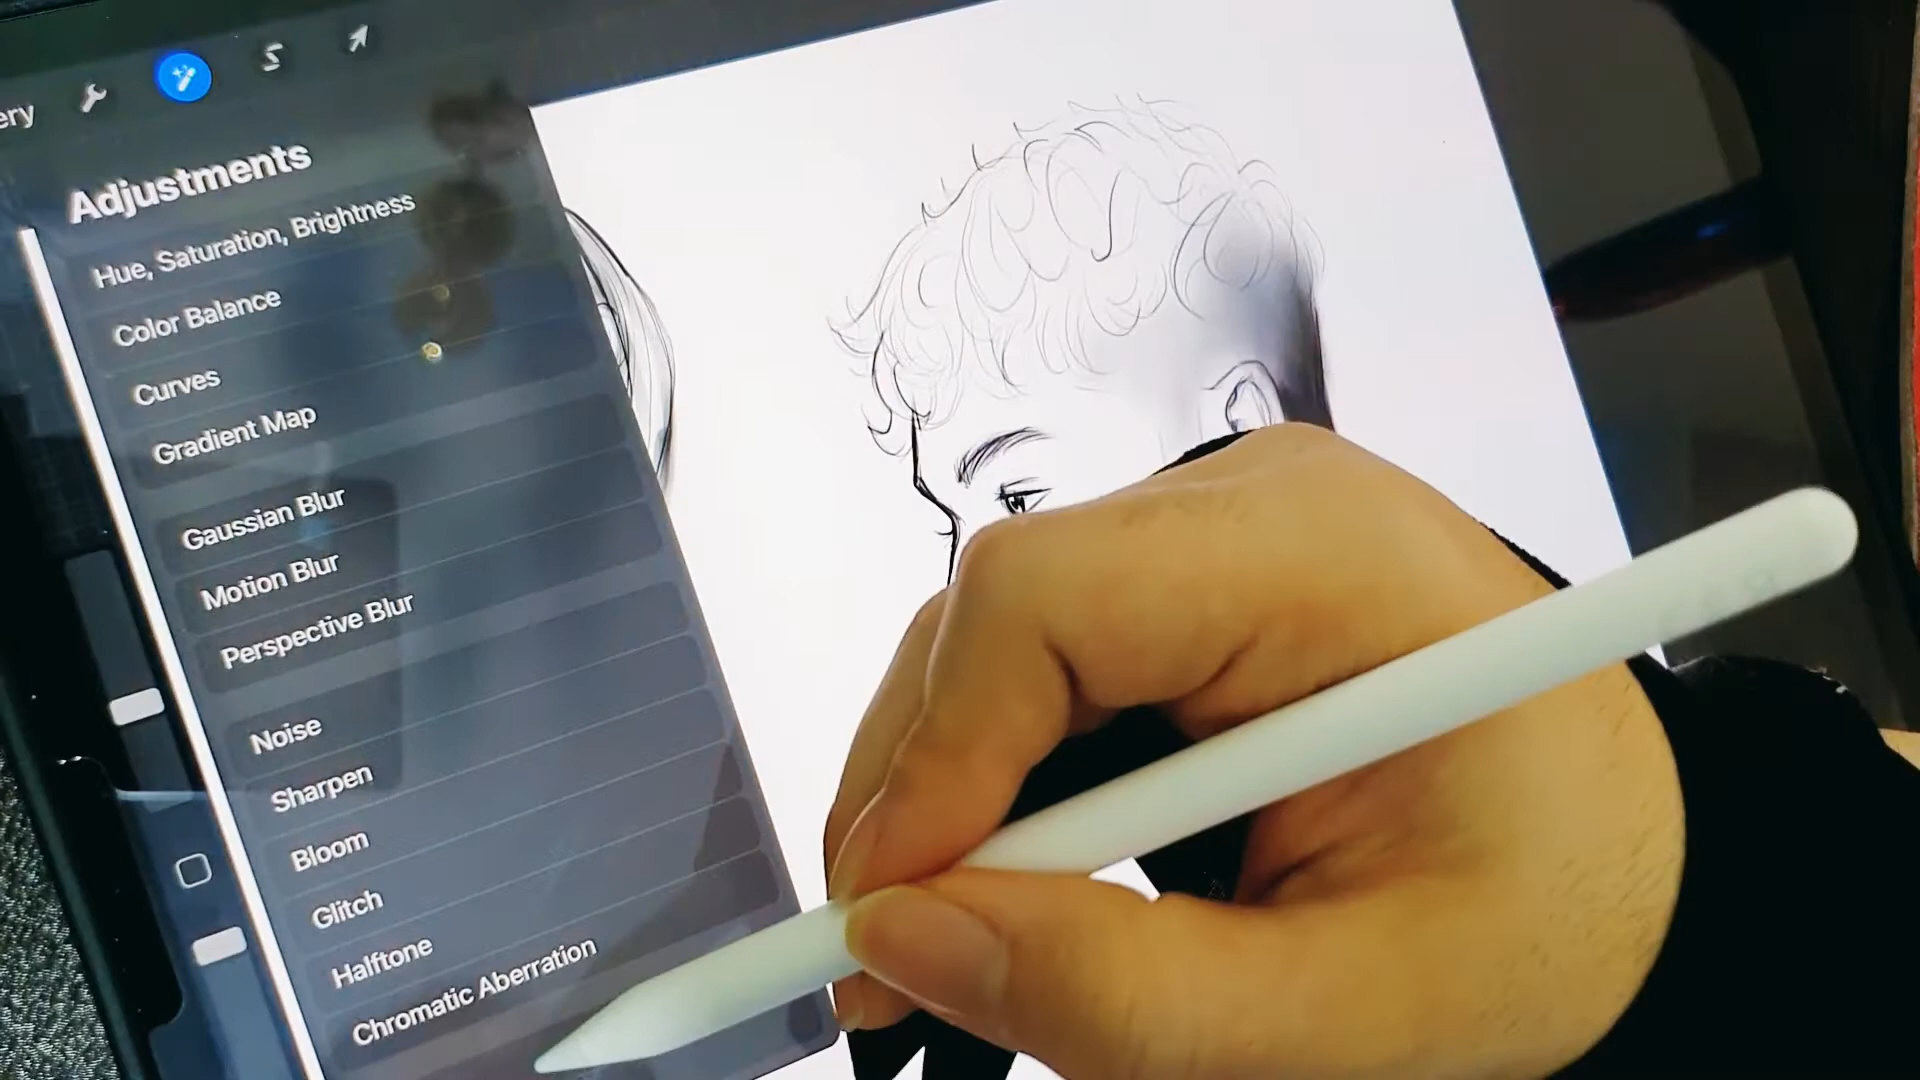 ery
Adjustments
Hue, Saturation, Brightness
Color Balance
Curves
Gradient Map
Gaussian Blur
Motion Blur
Perspective Blur
Noise
Sharpen
Bloom
Glitch
Halftone
Chromatic Aberration